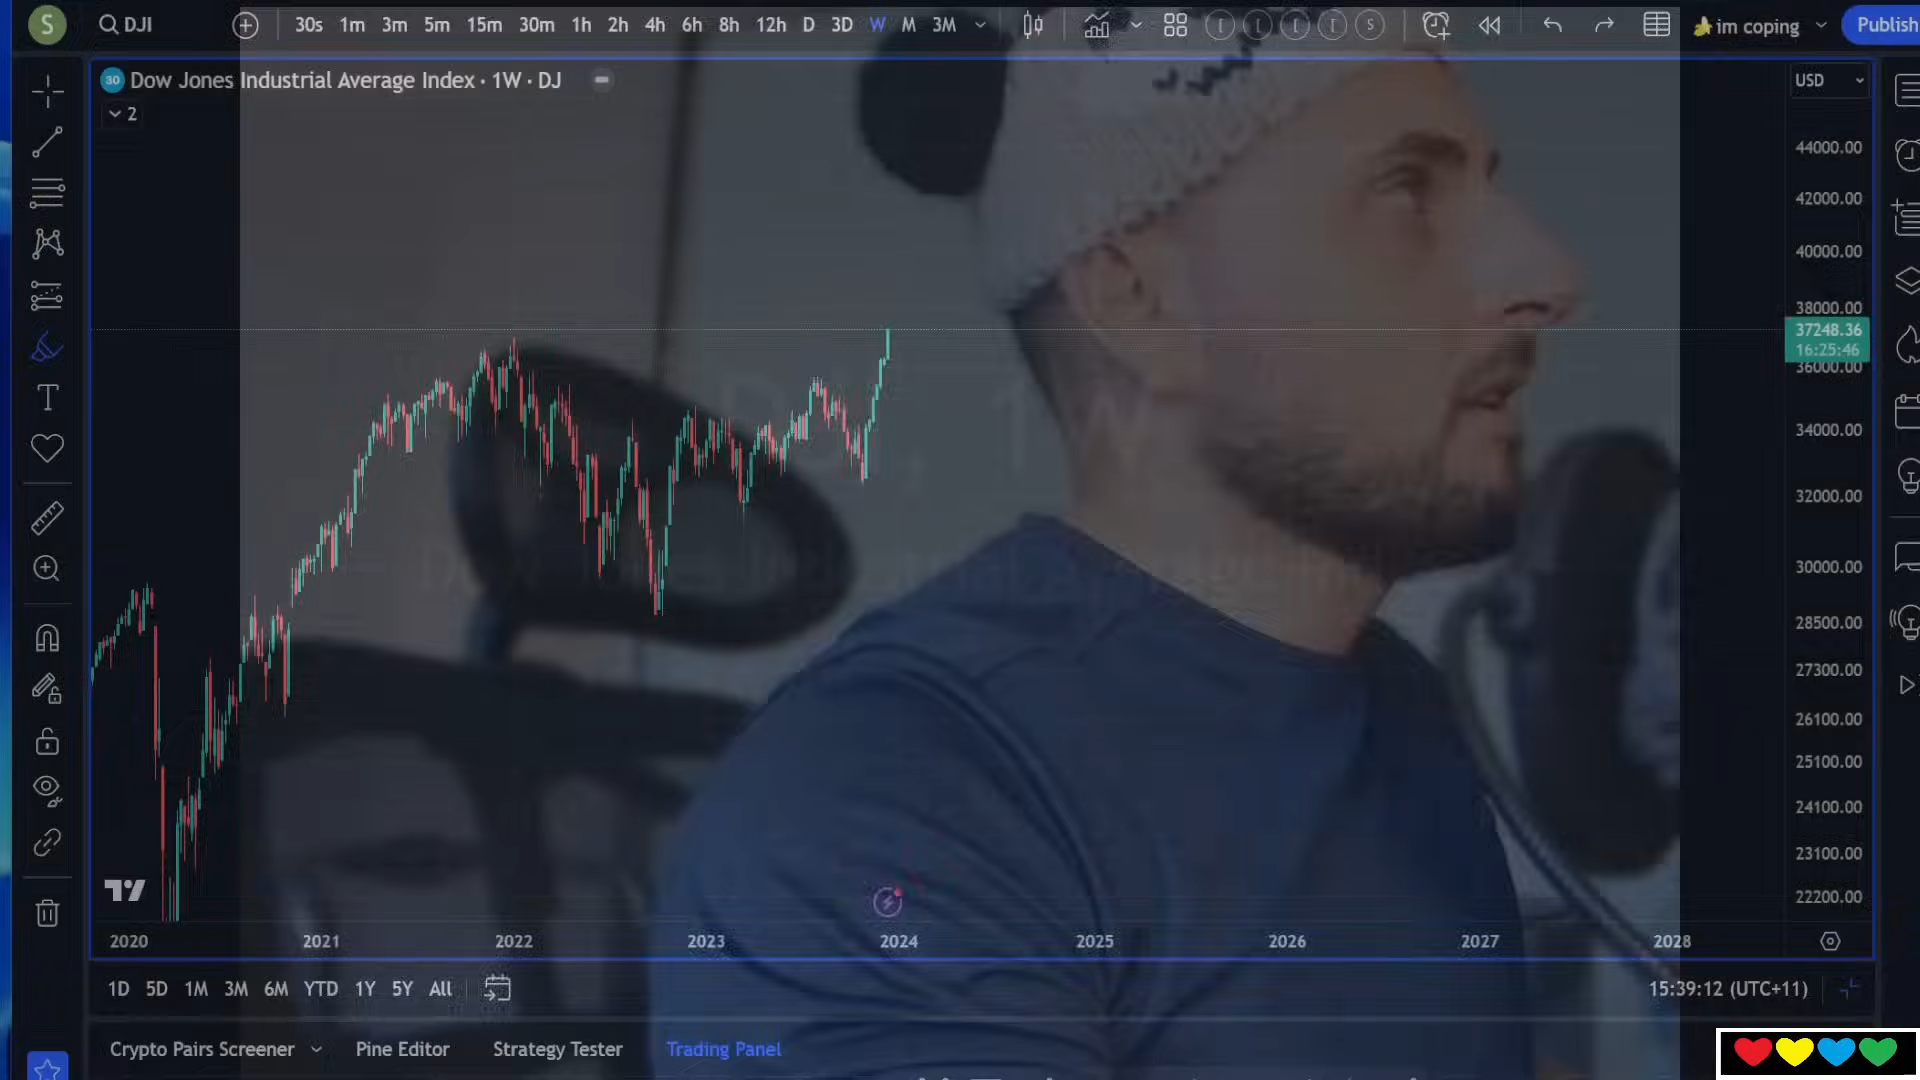 S
DJI
30s 1m 3m 5m 15m 30m 1h 2h 4h 6h 8h 12h D 3D W M 3M
S
im coping
Publish
30 Dow Jones Industrial Average Index · 1W · DJ
USD
2
44000.00
42000.00
40000.00
38000.00
37248.36
16:25:46
36000.00
34000.00
32000.00
30000.00
28500.00
27300.00
26100.00
25100.00
24100.00
23100.00
22200.00
2020 2021 2022 2023 2024 2025 2026 2027 2028
1D 5D 1M 3M 6M YTD 1Y 5Y All
15:39:12 (UTC+11)
Crypto Pairs Screener Pine Editor Strategy Tester Trading Panel